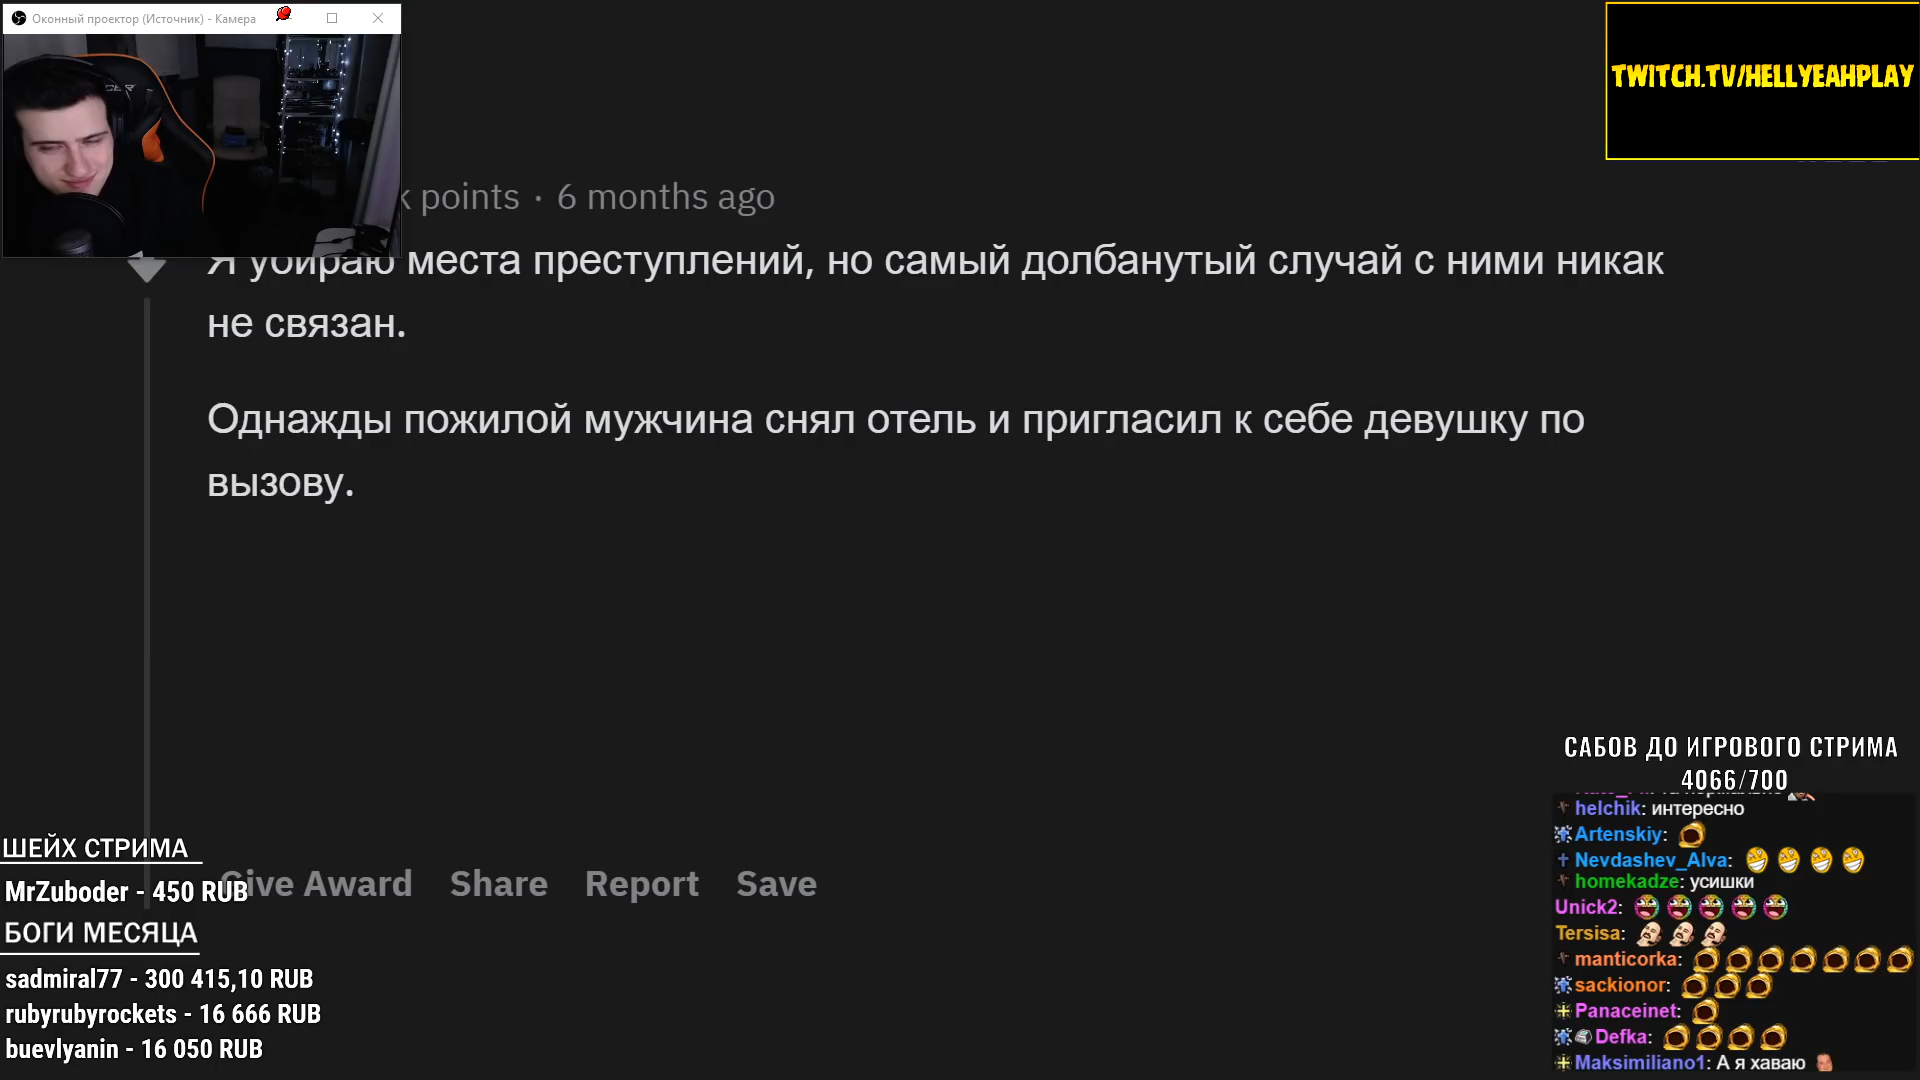 Оконный проектор (Источник) - Камера
TWITCH.TV/HELLYEAHPLAY
k points · 6 months ago
Я убираю места преступлений, но самый долбанутый случай с ними никак
не связан.
Однажды пожилой мужчина снял отель и пригласил к себе девушку по
вызову.
Give Award Share Report Save
ШЕЙХ СТРИМА
MrZuboder - 450 RUB
БОГИ МЕСЯЦА
sadmiral77 - 300 415,10 RUB
rubyrubyrockets - 16 666 RUB
buevlyanin - 16 050 RUB
САБОВ ДО ИГРОВОГО СТРИМА
4066/700
helchik: интересно
Artenskiy:
Nevdashev_Alva:
homekadze: усишки
Unick2:
Tersisa:
manticorka:
sackionor:
Panaceinet:
Defka:
Maksimiliano1: А я хаваю